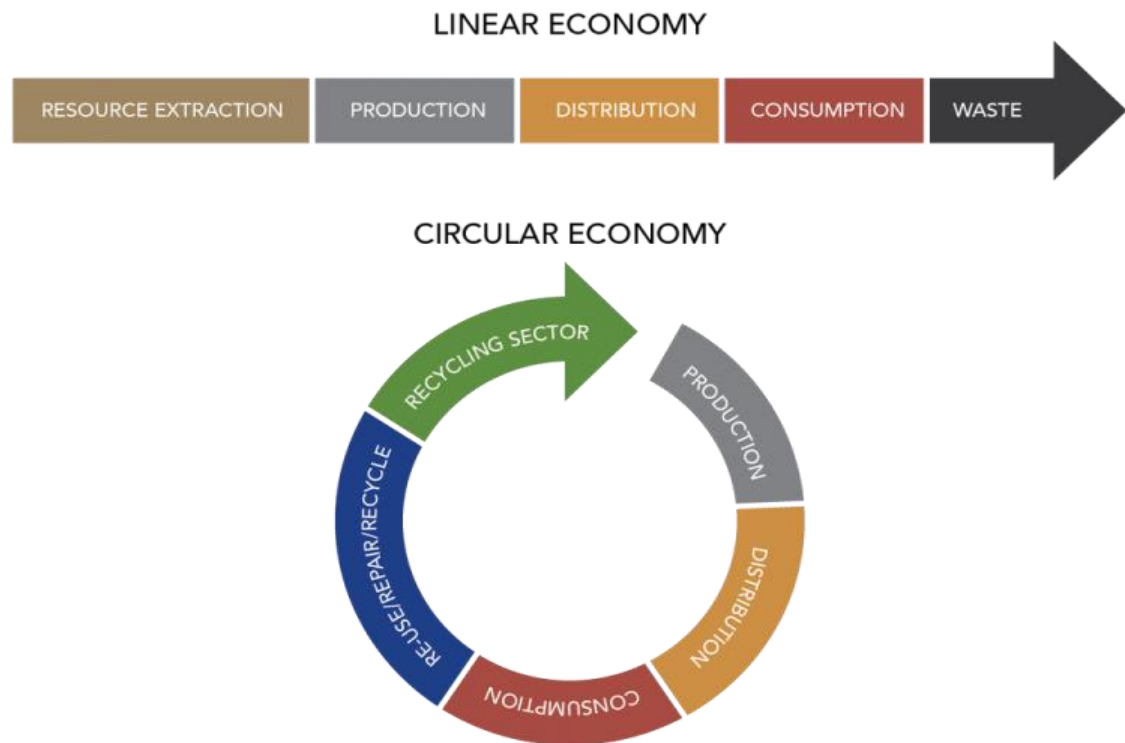 LINEAR ECONOMY
RESOURCE EXTRACTION
PRODUCTION
DISTRIBUTION
CONSUMPTION
WASTE
CIRCULAR ECONOMY
RECYCLING SECTOR
PRODUCTION
DISTRIBUTION
CONSUMPTION
RE-USE/REPAIR/RECYCLE